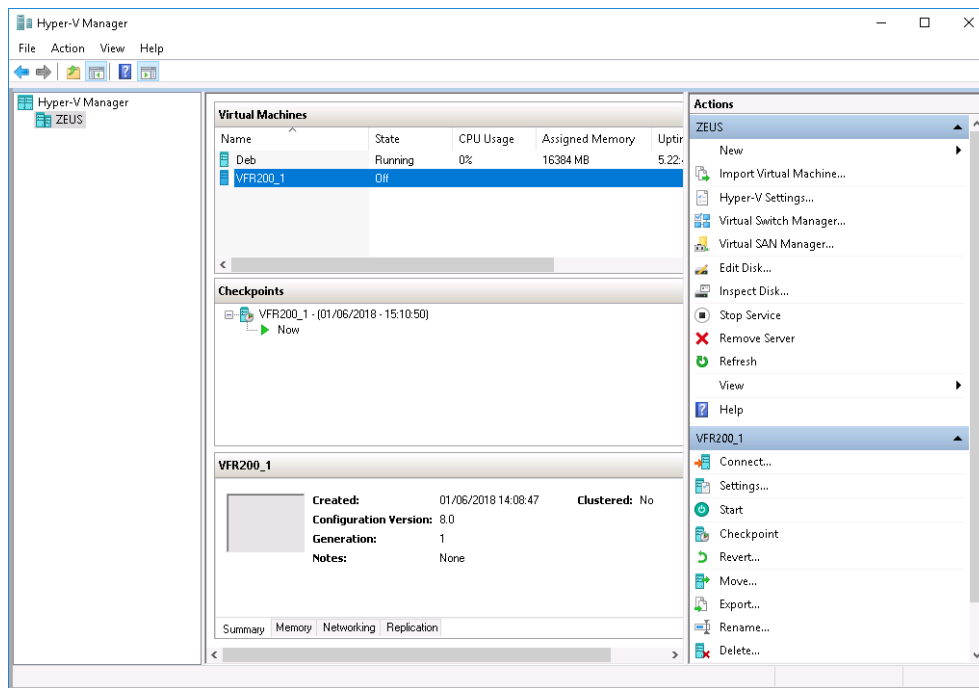 Hyper-V Manager
File Action View Help
Hyper-V Manager
ZEUS
Virtual Machines
Name State CPU Usage Assigned Memory
Deb Running 0% 16384 MB
VFR200_1 Off
Checkpoints
VFR200_1 - (01/06/2018 - 15:10:50)
Now
VFR200_1
Created: 01/06/2018 14:08:47 Clustered: No
Configuration Version: 8.0
Generation: 1
Notes: None
Summary Memory Networking Replication
Actions
ZEUS
New
Import Virtual Machine...
Hyper-V Settings...
Virtual Switch Manager...
Virtual SAN Manager...
Edit Disk...
Inspect Disk...
Stop Service
Remove Server
Refresh
View
Help
VFR200_1
Connect...
Settings...
Start
Checkpoint
Revert...
Move...
Export...
Rename...
Delete...